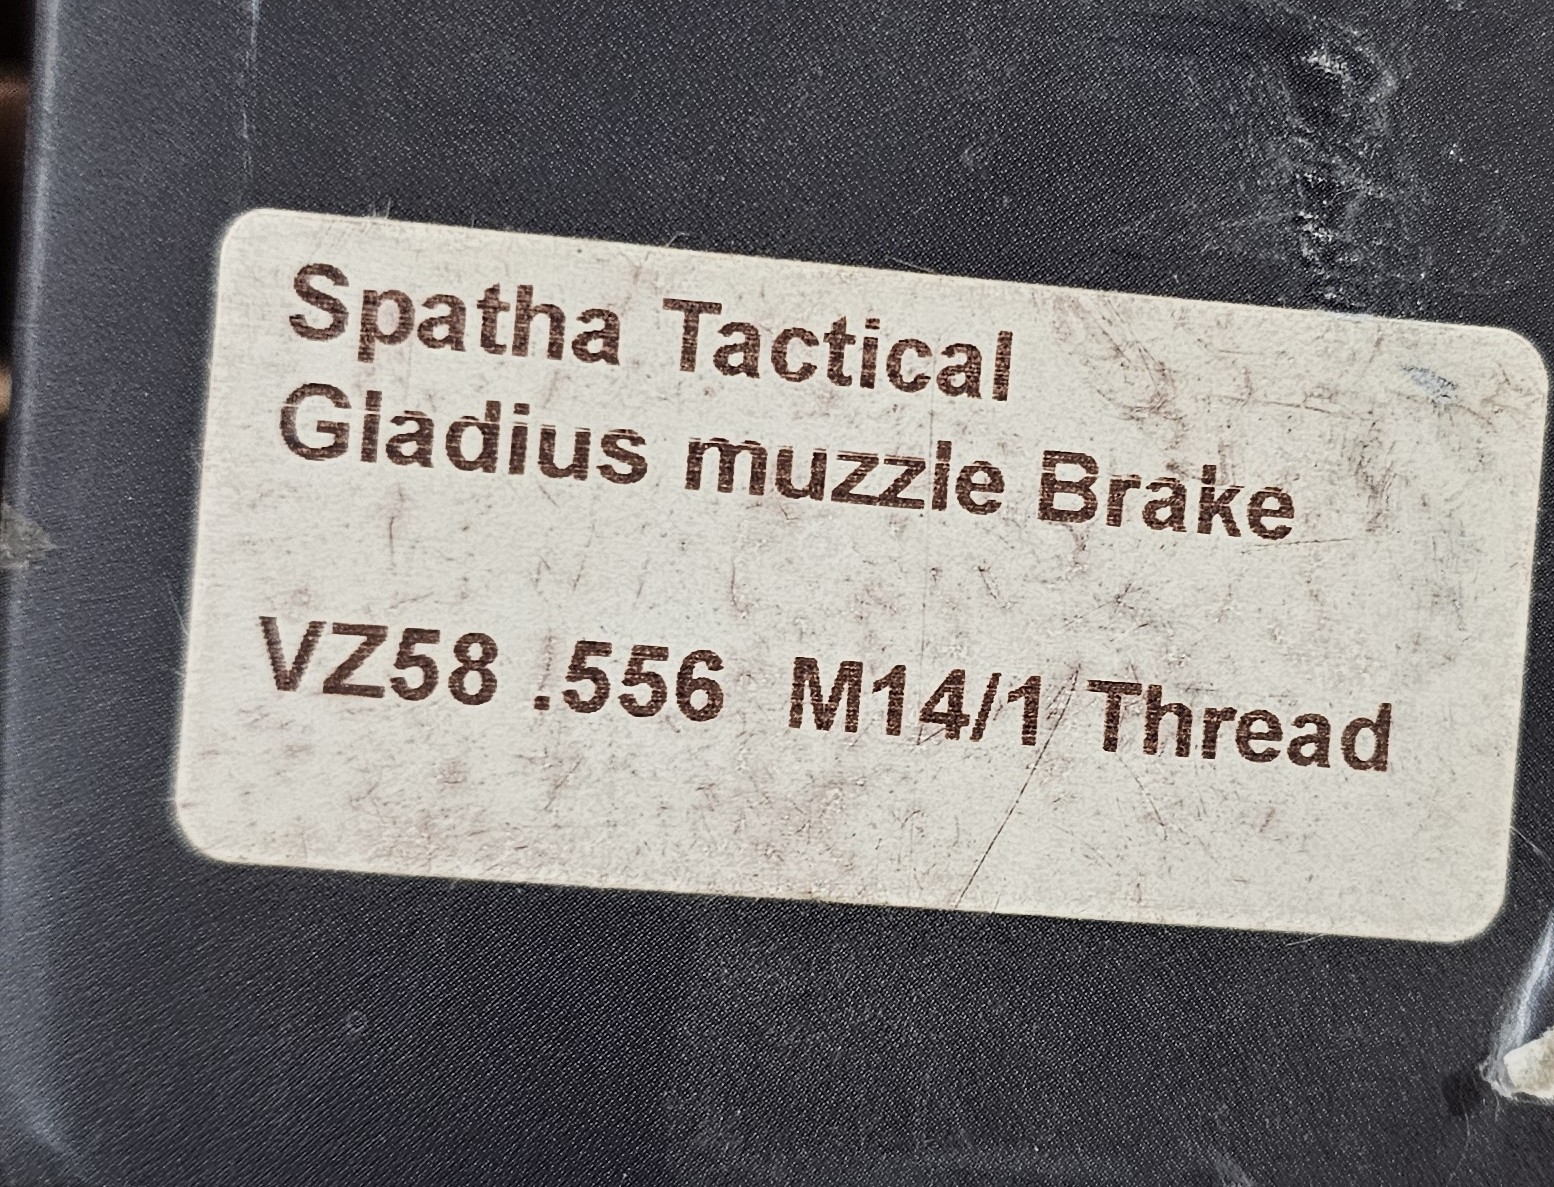 Spatha Tactical
Gladius muzzle Brake
VZ58 .556 M14/1 Thread